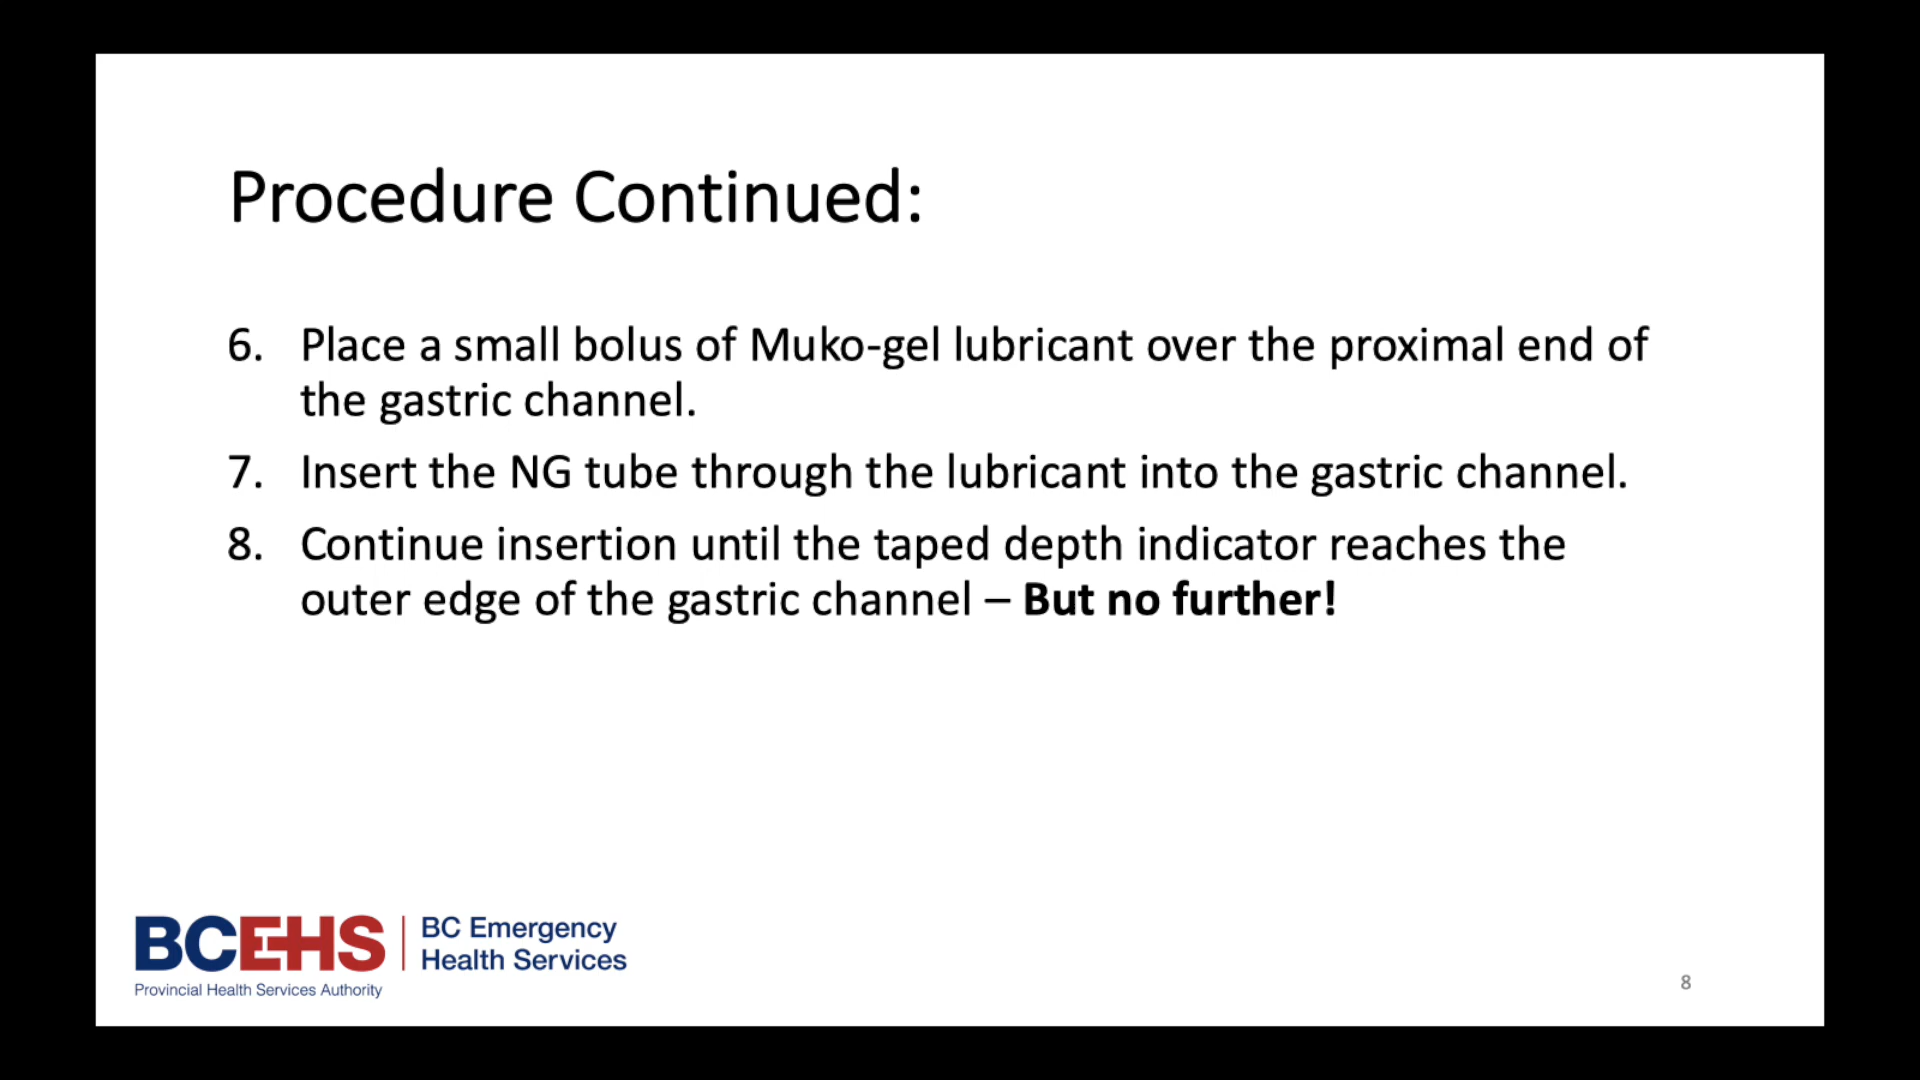 Procedure Continued:
6. Place a small bolus of Muko-gel lubricant over the proximal end of
the gastric channel.
7. Insert the NG tube through the lubricant into the gastric channel.
8. Continue insertion until the taped depth indicator reaches the
outer edge of the gastric channel – But no further!
BCEHS
Provincial Health Services Authority
BC Emergency
Health Services
8